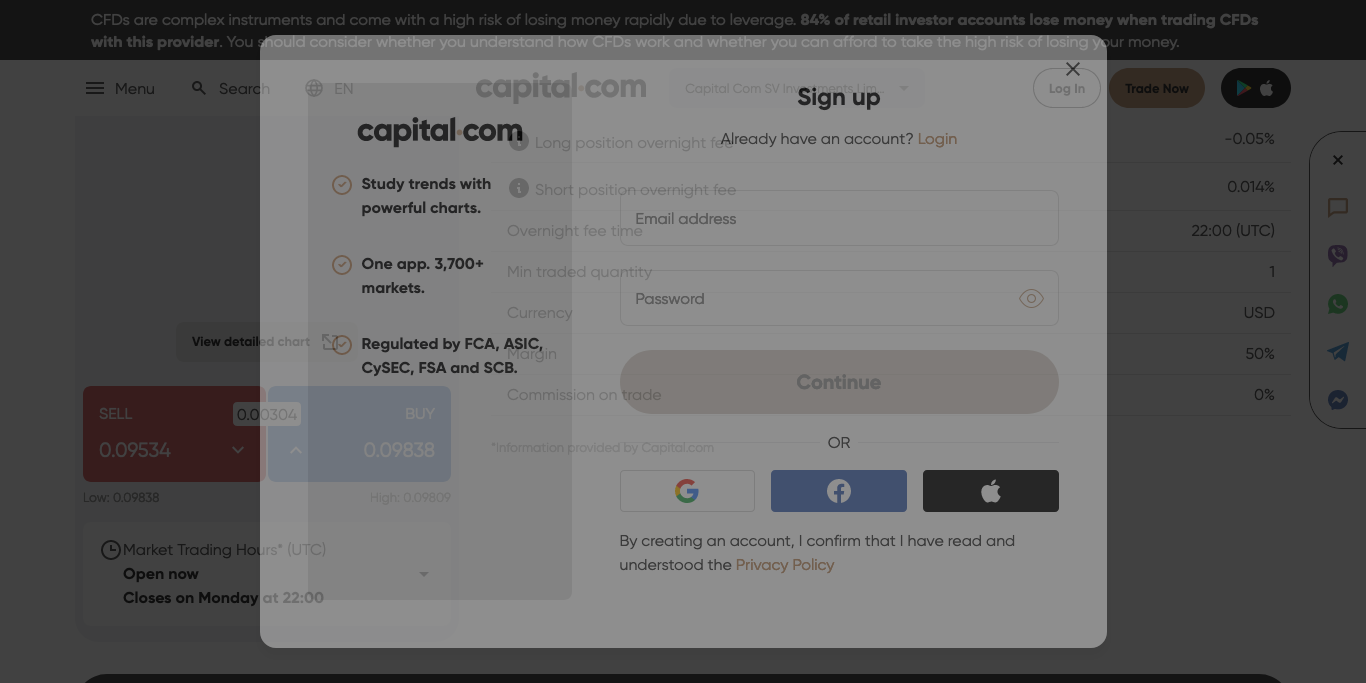 CFDs are complex instruments and come with a high risk of losing money rapidly due to leverage. 84% of retail investor accounts lose money when trading CFDs
with this provider. You should consider whether you understand how CFDs work and whether you can afford to take the high risk of losing your money.
Menu
Search
EN
capital.com
Capital Com SV Investments Lim...
Log In
Trade Now
Long position overnight fee
-0.05%
Short position overnight fee
0.014%
Overnight fee time
22:00 (UTC)
Min traded quantity
1
Currency
USD
Margin
50%
Commission on trade
0%
*Information provided by Capital.com
View detailed chart
SELL
0.00304
BUY
0.09534
0.09838
Low: 0.09838
High: 0.09809
Market Trading Hours* (UTC)
Open now
Closes on Monday at 22:00
capital.com
Study trends with
powerful charts.
One app. 3,700+
markets.
Regulated by FCA, ASIC,
CySEC, FSA and SCB.
Sign up
Already have an account? Login
Email address
Password
Continue
OR
By creating an account, I confirm that I have read and
understood the Privacy Policy